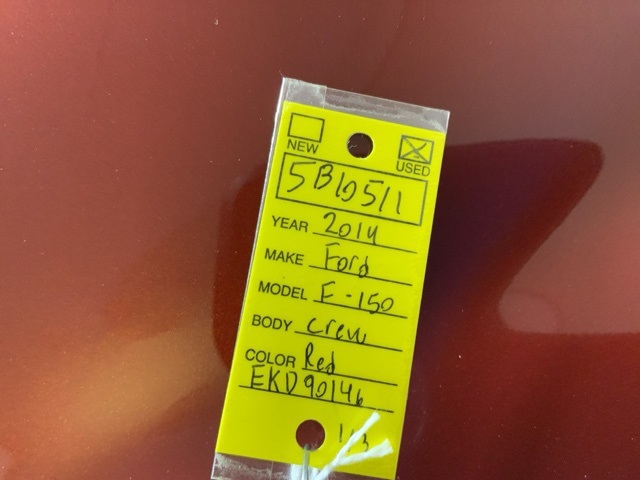 NEW
USED
5B10511
YEAR 2014
MAKE Ford
MODEL F-150
BODY Crew
COLOR Red
EKD90146